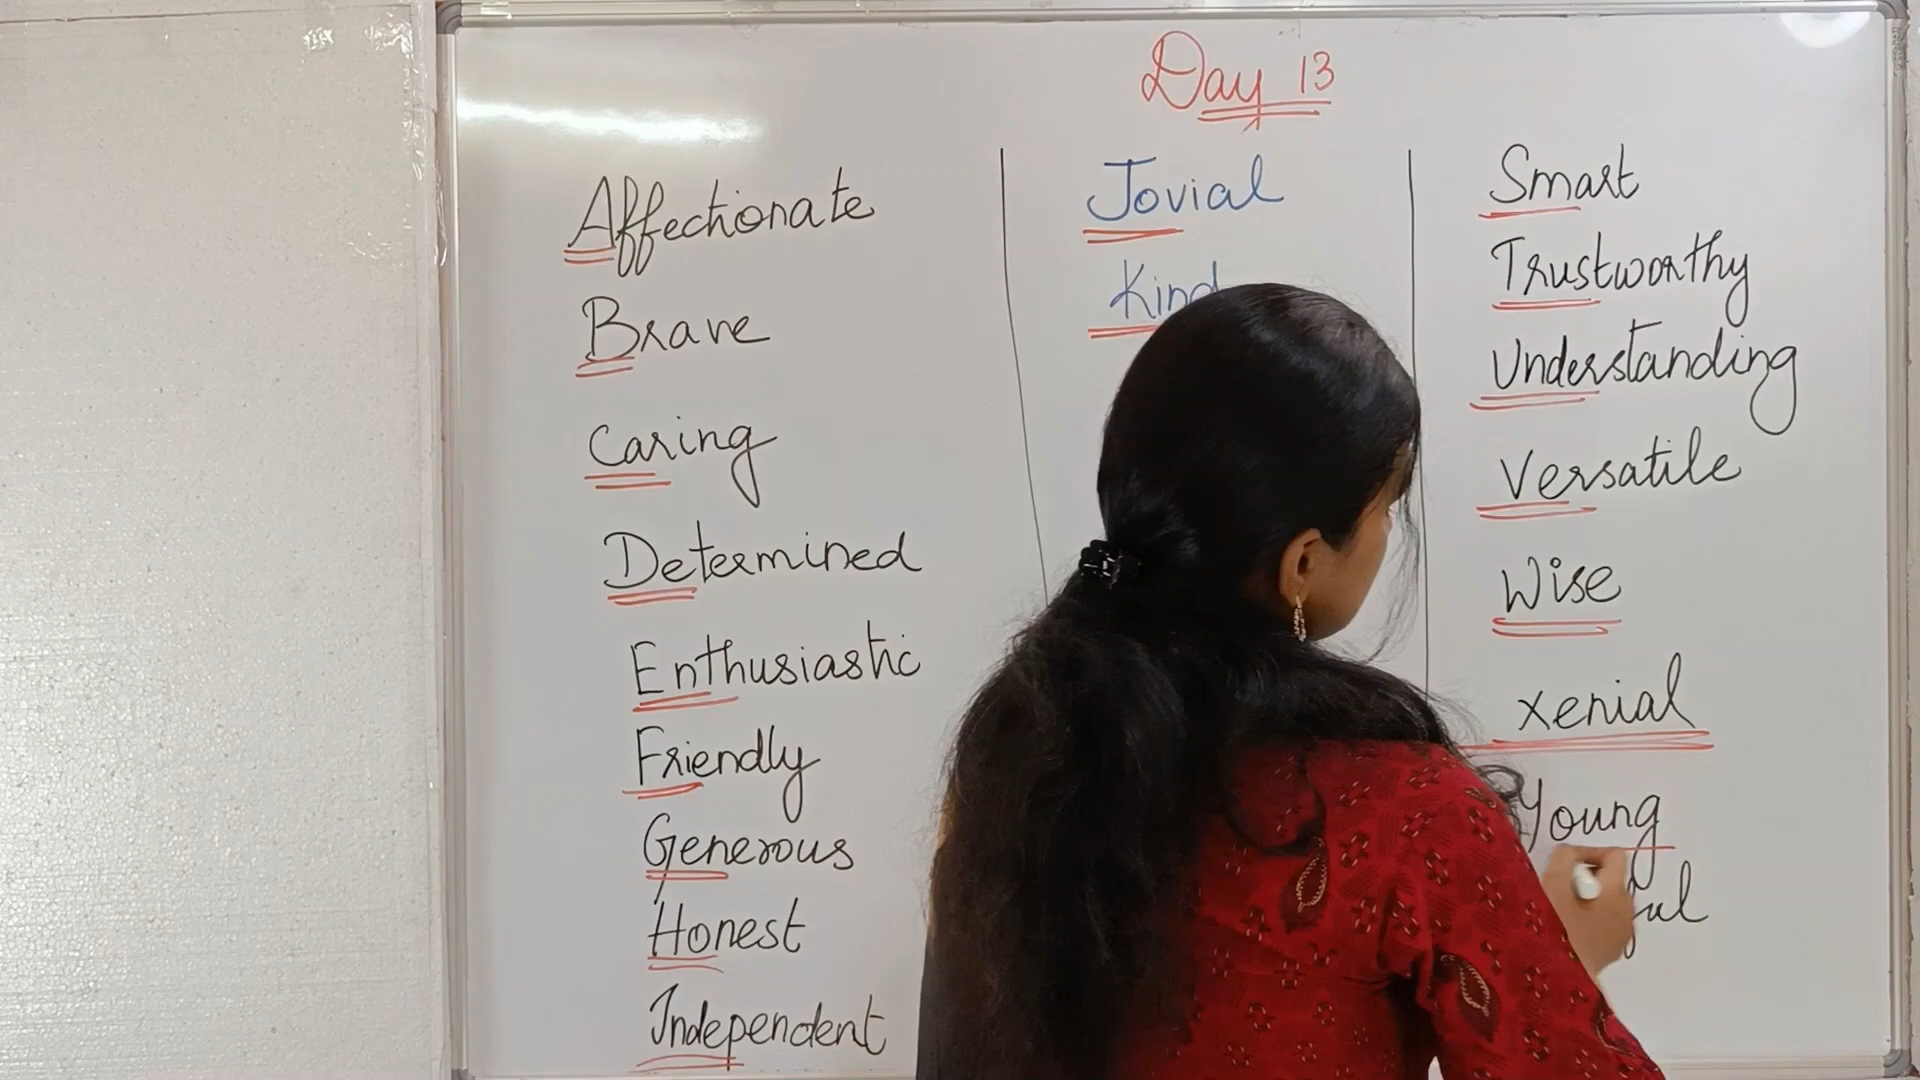 Day 13
Affectionate
Brave
Caring
Determined
Enthusiastic
Friendly
Generous
Honest
Independent
Jovial
Kind
Smart
Trustworthy
Understanding
Versatile
Wise
Xenial
Young